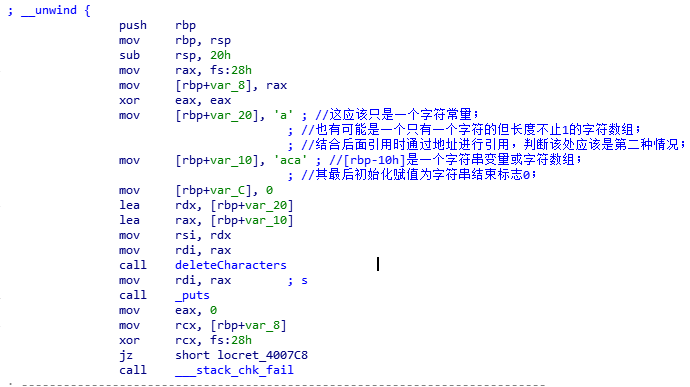 ; __unwind {
push rbp
mov rbp, rsp
sub rsp, 20h
mov rax, fs:28h
mov [rbp+var_8], rax
xor eax, eax
mov [rbp+var_20], 'a' ; //这应该只是一个字符常量;
; //也有可能是一个只有一个字符的但长度不止1的字符数组;
; //结合后面引用时通过地址进行引用,判断该处应该是第二种情况;
mov [rbp+var_10], 'aca' ; //[rbp-10h]是一个字符串变量或字符数组;
; //其最后初始化赋值为字符串结束标志0;
mov [rbp+var_C], 0
lea rdx, [rbp+var_20]
lea rax, [rbp+var_10]
mov rsi, rdx
mov rdi, rax
call deleteCharacters
mov rdi, rax ; s
call _puts
mov eax, 0
mov rcx, [rbp+var_8]
xor rcx, fs:28h
jz short locret_4007C8
call ___stack_chk_fail
; ---------------------------------------------------------------------------